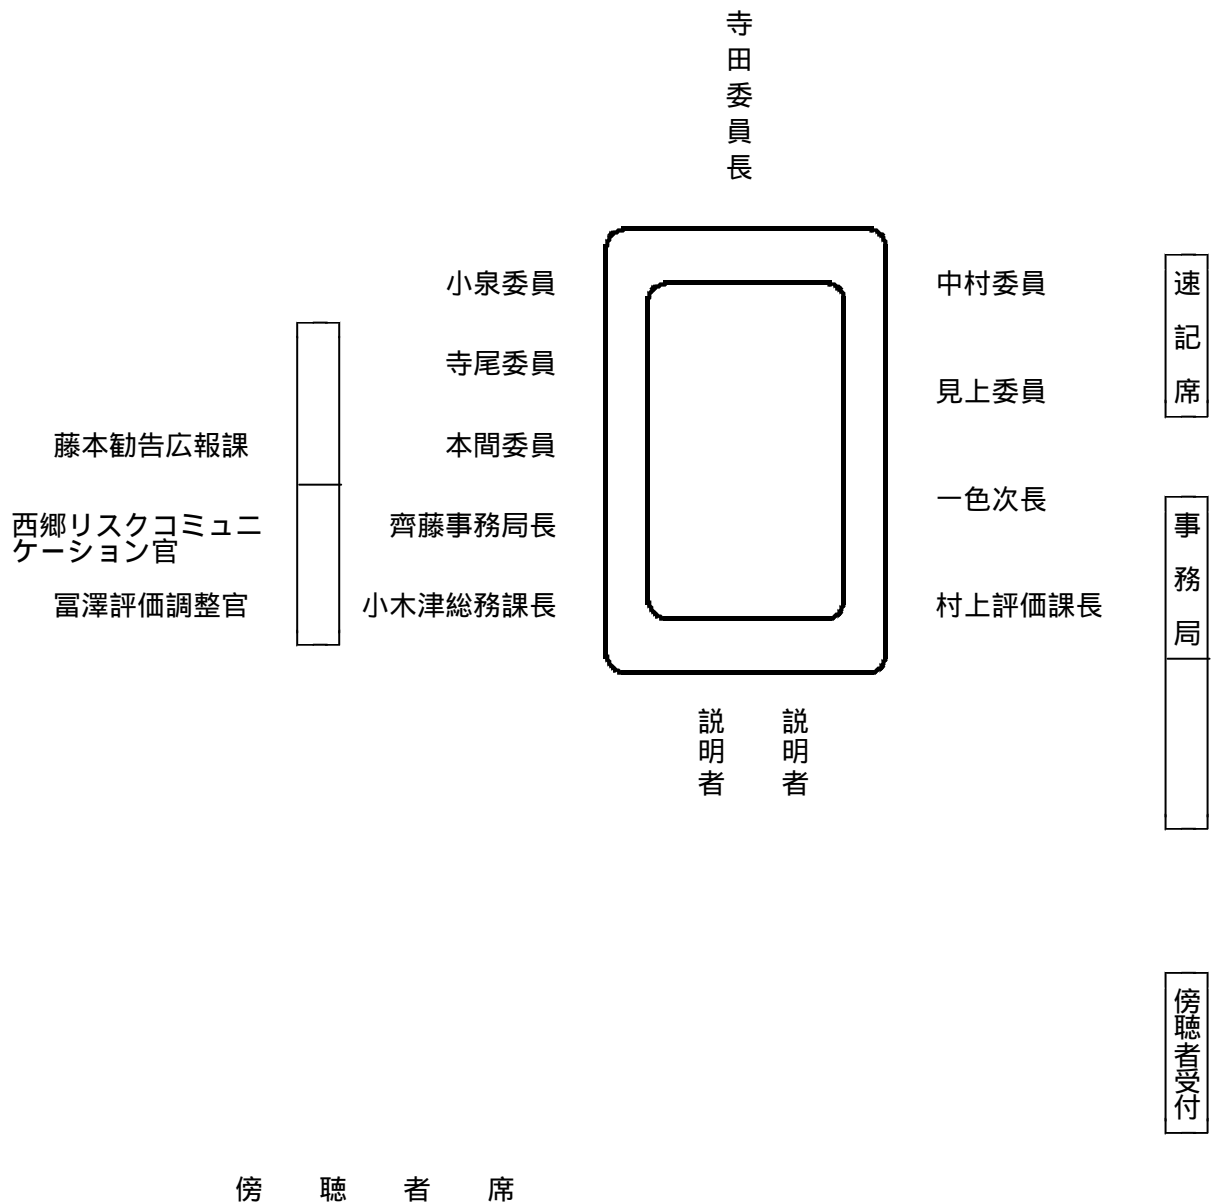 寺田委員長
小泉委員
中村委員
速記席
寺尾委員
見上委員
藤本勧告広報課
本間委員
一色次長
西郷リスクコミュニ
ケーション官
齊藤事務局長
事務局
冨澤評価調整官
小木津総務課長
村上評価課長
説明者
説明者
傍聴者受付
傍聴者席